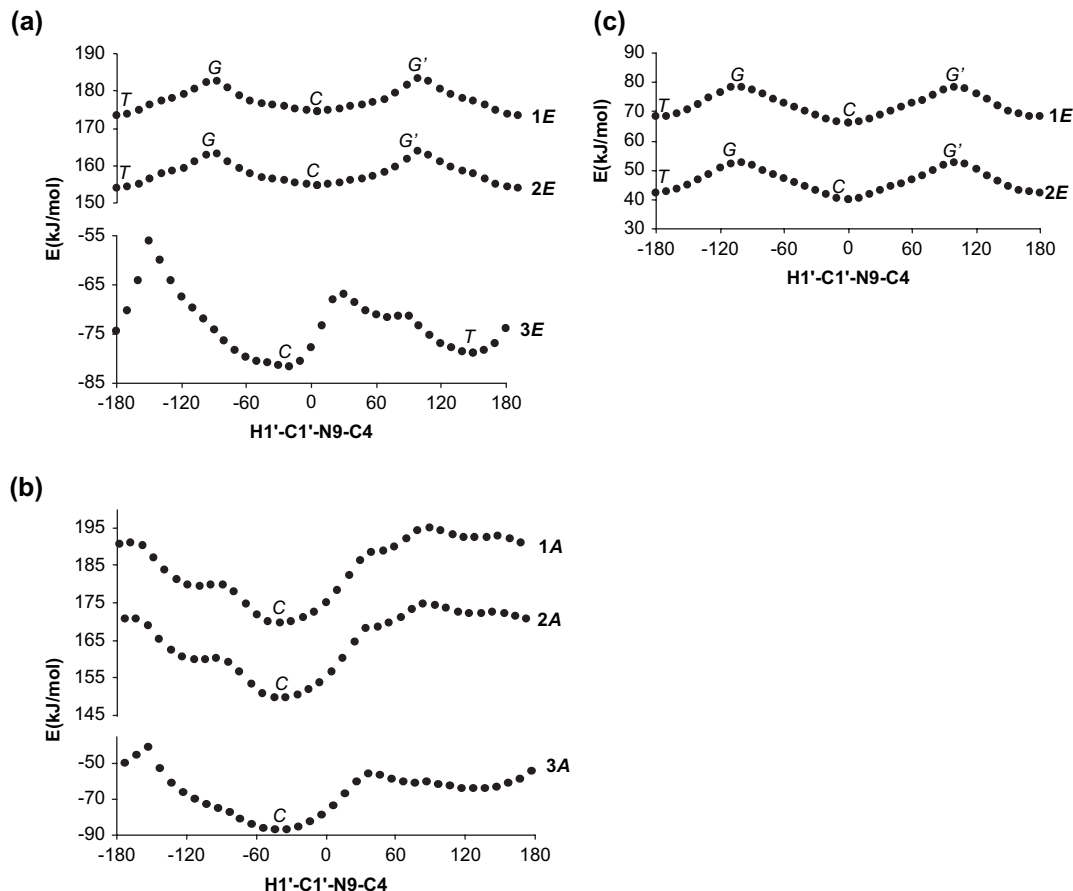 (a)
190
180
170
160
150
-55
-65
-75
-85
E(kJ/mol)
T
G
C
G'
1E
T
G
C
G'
2E
C
T
3E
-180
-120
-60
0
60
120
180
H1'-C1'-N9-C4
(c)
90
80
70
60
50
40
30
E(kJ/mol)
T
G
C
G'
1E
T
G
C
G'
2E
-180
-120
-60
0
60
120
180
H1'-C1'-N9-C4
(b)
195
185
175
165
155
145
-50
-70
-90
E(kJ/mol)
C
1A
C
2A
C
3A
-180
-120
-60
0
60
120
180
H1'-C1'-N9-C4